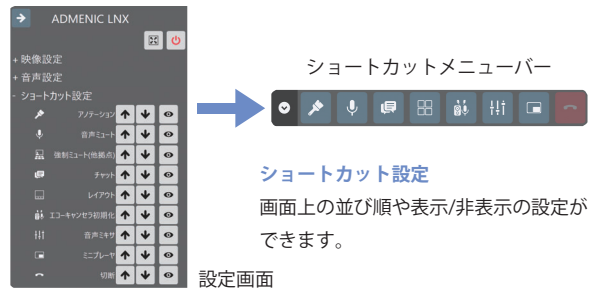 ADMENIC LNX
+ 映像設定
+ 音声設定
- ショートカット設定
アノテーション
音声ミュート
強制ミュート(他拠点)
チャット
レイアウト
エコーキャンセラ初期化
音声ミキサ
ミニプレーヤ
切断
設定画面
ショートカットメニューバー
ショートカット設定
画面上の並び順や表示/非表示の設定が
できます。